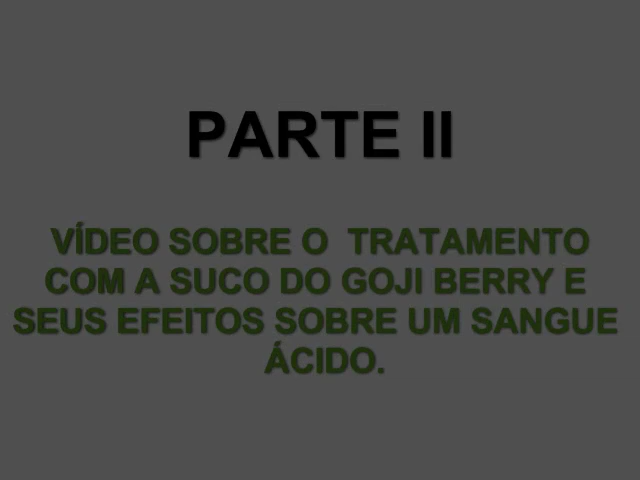 PARTE II
VÍDEO SOBRE O TRATAMENTO
COM A SUCO DO GOJI BERRY E
SEUS EFEITOS SOBRE UM SANGUE
ÁCIDO.